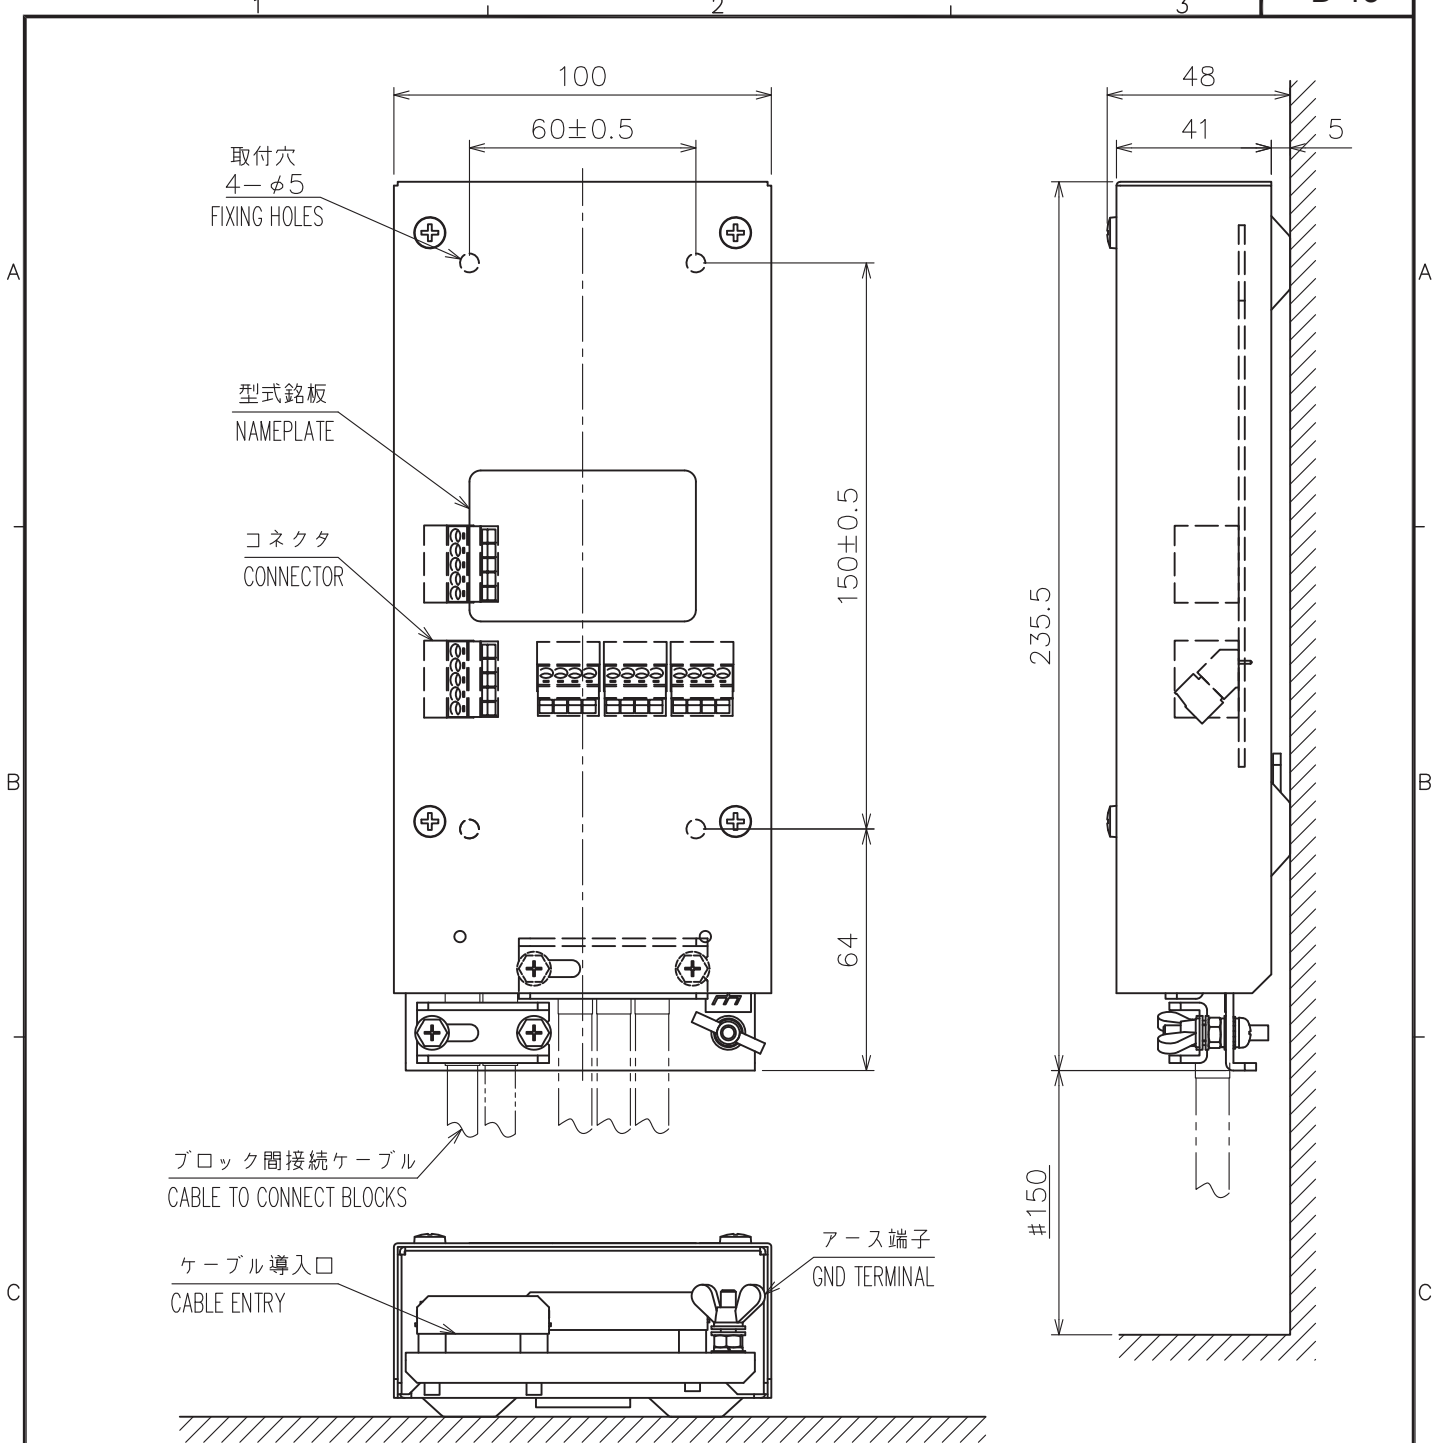 1
2
3
100
48
60±0.5
41
5
取付穴
4-φ5
FIXING HOLES
A
A
型式銘板
NAMEPLATE
150±0.5
コネクタ
CONNECTOR
235.5
B
B
64
ブロック間接続ケーブル
CABLE TO CONNECT BLOCKS
#150
アース端子
GND TERMINAL
ケーブル導入口
CABLE ENTRY
C
C